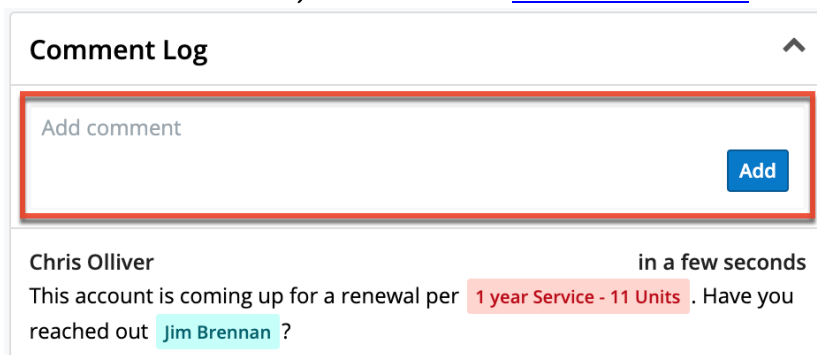 Comment Log
Add comment
Add
Chris Olliver in a few seconds
This account is coming up for a renewal per 1 year Service - 11 Units . Have you
reached out Jim Brennan ?